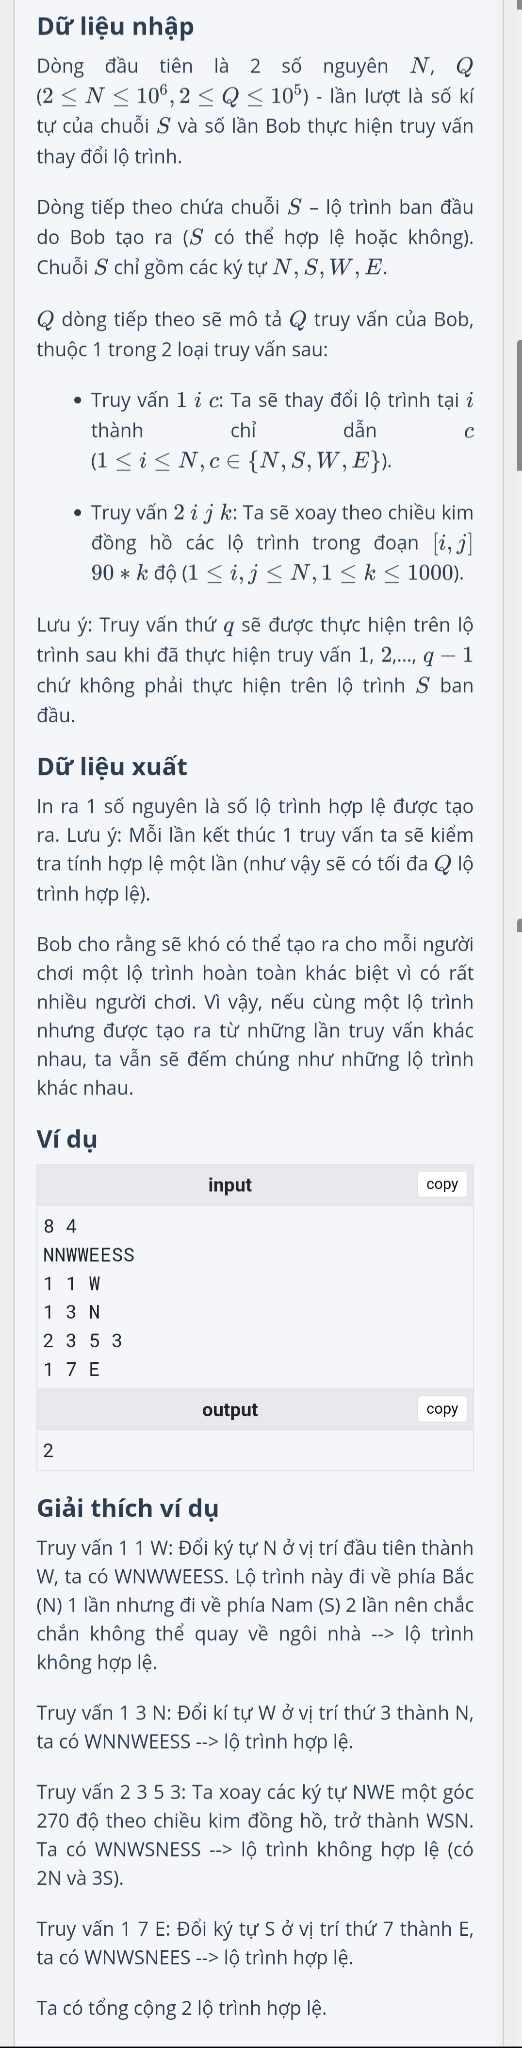 Dữ liệu nhập
Dòng đầu tiên là 2 số nguyên N, Q
(2 ≤ N ≤ 10⁶, 2 ≤ Q ≤ 10⁵) - lần lượt là số kí
tự của chuỗi S và số lần Bob thực hiện truy vấn
thay đổi lộ trình.
Dòng tiếp theo chứa chuỗi S – lộ trình ban đầu
do Bob tạo ra (S có thể hợp lệ hoặc không).
Chuỗi S chỉ gồm các ký tự N, S, W, E.
Q dòng tiếp theo sẽ mô tả Q truy vấn của Bob,
thuộc 1 trong 2 loại truy vấn sau:
• Truy vấn 1 i c: Ta sẽ thay đổi lộ trình tại i
thành chỉ dẫn c
(1 ≤ i ≤ N, c ∈ {N, S, W, E}).
• Truy vấn 2 i j k: Ta sẽ xoay theo chiều kim
đồng hồ các lộ trình trong đoạn [i, j]
90 * k độ (1 ≤ i, j ≤ N, 1 ≤ k ≤ 1000).
Lưu ý: Truy vấn thứ q sẽ được thực hiện trên lộ
trình sau khi đã thực hiện truy vấn 1, 2,..., q − 1
chứ không phải thực hiện trên lộ trình S ban
đầu.
Dữ liệu xuất
In ra 1 số nguyên là số lộ trình hợp lệ được tạo
ra. Lưu ý: Mỗi lần kết thúc 1 truy vấn ta sẽ kiểm
tra tính hợp lệ một lần (như vậy sẽ có tối đa Q lộ
trình hợp lệ).
Bob cho rằng sẽ khó có thể tạo ra cho mỗi người
chơi một lộ trình hoàn toàn khác biệt vì có rất
nhiều người chơi. Vì vậy, nếu cùng một lộ trình
nhưng được tạo ra từ những lần truy vấn khác
nhau, ta vẫn sẽ đếm chúng như những lộ trình
khác nhau.
Ví dụ
input copy
8 4
NNWWEESS
1 1 W
1 3 N
2 3 5 3
1 7 E
output copy
2
Giải thích ví dụ
Truy vấn 1 1 W: Đổi ký tự N ở vị trí đầu tiên thành
W, ta có WNWWEESS. Lộ trình này đi về phía Bắc
(N) 1 lần nhưng đi về phía Nam (S) 2 lần nên chắc
chắn không thể quay về ngôi nhà --> lộ trình
không hợp lệ.
Truy vấn 1 3 N: Đổi kí tự W ở vị trí thứ 3 thành N,
ta có WNNWEESS --> lộ trình hợp lệ.
Truy vấn 2 3 5 3: Ta xoay các ký tự NWE một góc
270 độ theo chiều kim đồng hồ, trở thành WSN.
Ta có WNWSNESS --> lộ trình không hợp lệ (có
2N và 3S).
Truy vấn 1 7 E: Đổi ký tự S ở vị trí thứ 7 thành E,
ta có WNWSNEES --> lộ trình hợp lệ.
Ta có tổng cộng 2 lộ trình hợp lệ.